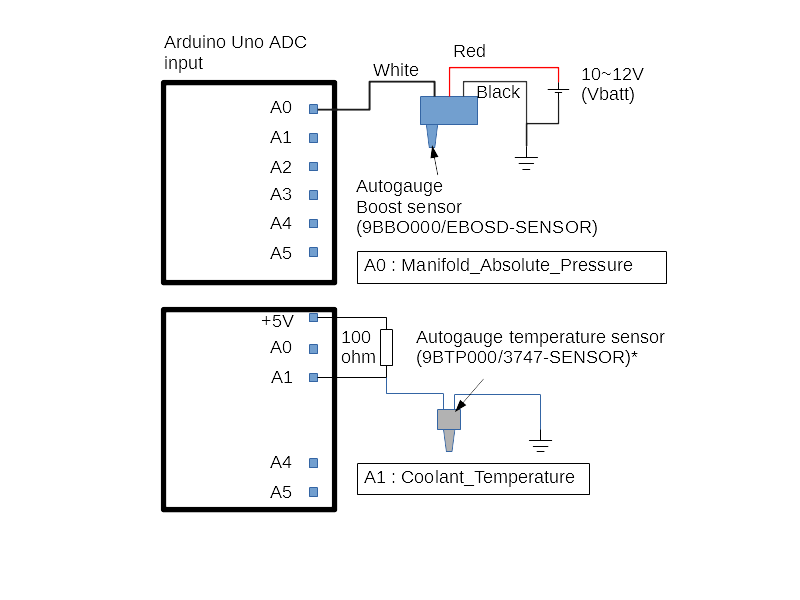 Arduino Uno ADC
input
Red
White
10~12V
(Vbatt)
Black
A0
A1
A2
A3
A4
A5
Autogauge
Boost sensor
(9BBO000/EBOSD-SENSOR)
A0 : Manifold_Absolute_Pressure
+5V
A0
A1
A4
A5
100
ohm
Autogauge temperature sensor
(9BTP000/3747-SENSOR)*
A1 : Coolant_Temperature